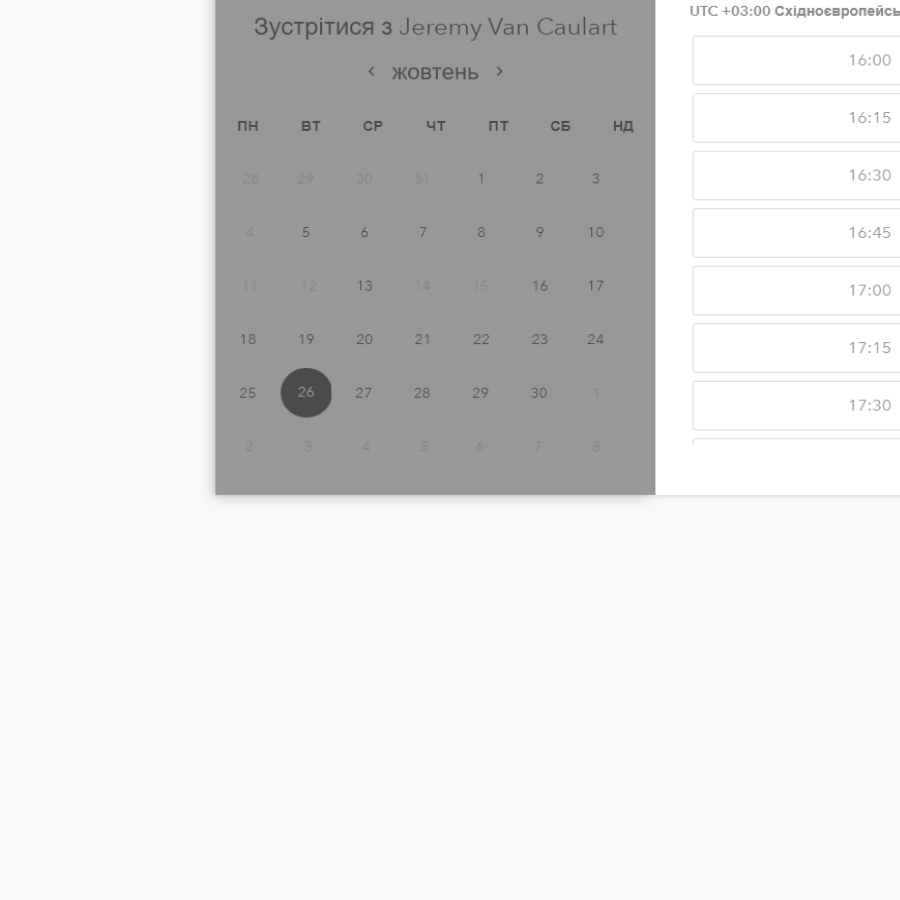 Зустрітися з Jeremy Van Caulart
жовтень
ПН ВТ СР ЧТ ПТ СБ НД
28 29 30 31 1 2 3
4 5 6 7 8 9 10
11 12 13 14 15 16 17
18 19 20 21 22 23 24
25 26 27 28 29 30 1
2 3 4 5 6 7 8
UTC +03:00 Східноєвропейсь
16:00
16:15
16:30
16:45
17:00
17:15
17:30